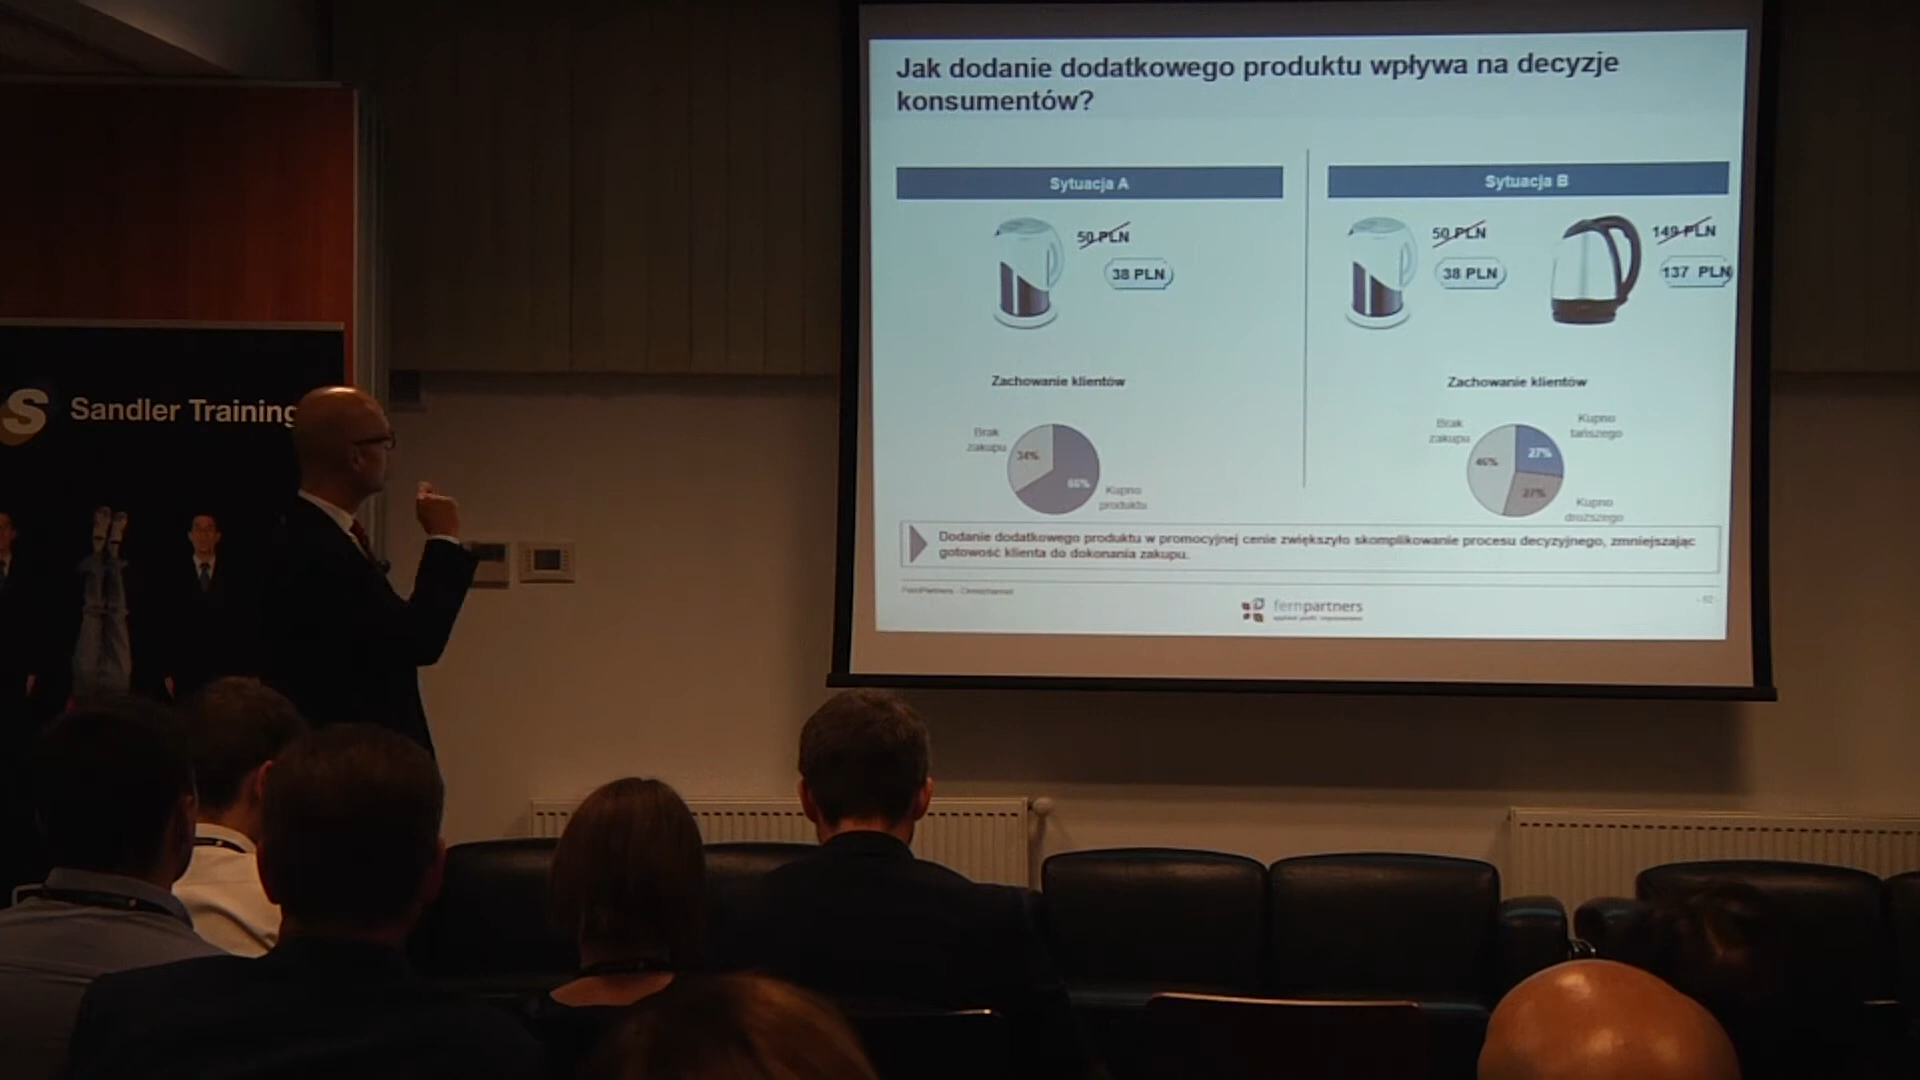 Jak dodanie dodatkowego produktu wpływa na decyzje
konsumentów?
Sytuacja A
50 PLN
38 PLN
Zachowanie klientów
Brak
zakupu
34%
66%
Kupno
produktu
Sytuacja B
50 PLN
38 PLN
149 PLN
137 PLN
Zachowanie klientów
Brak
zakupu
46%
Kupno
tańszego
27%
27%
Kupno
droższego
Dodanie dodatkowego produktu w promocyjnej cenie zwiększyło skomplikowanie procesu decyzyjnego, zmniejszając
gotowość klienta do dokonania zakupu.
fernpartners
S Sandler Training